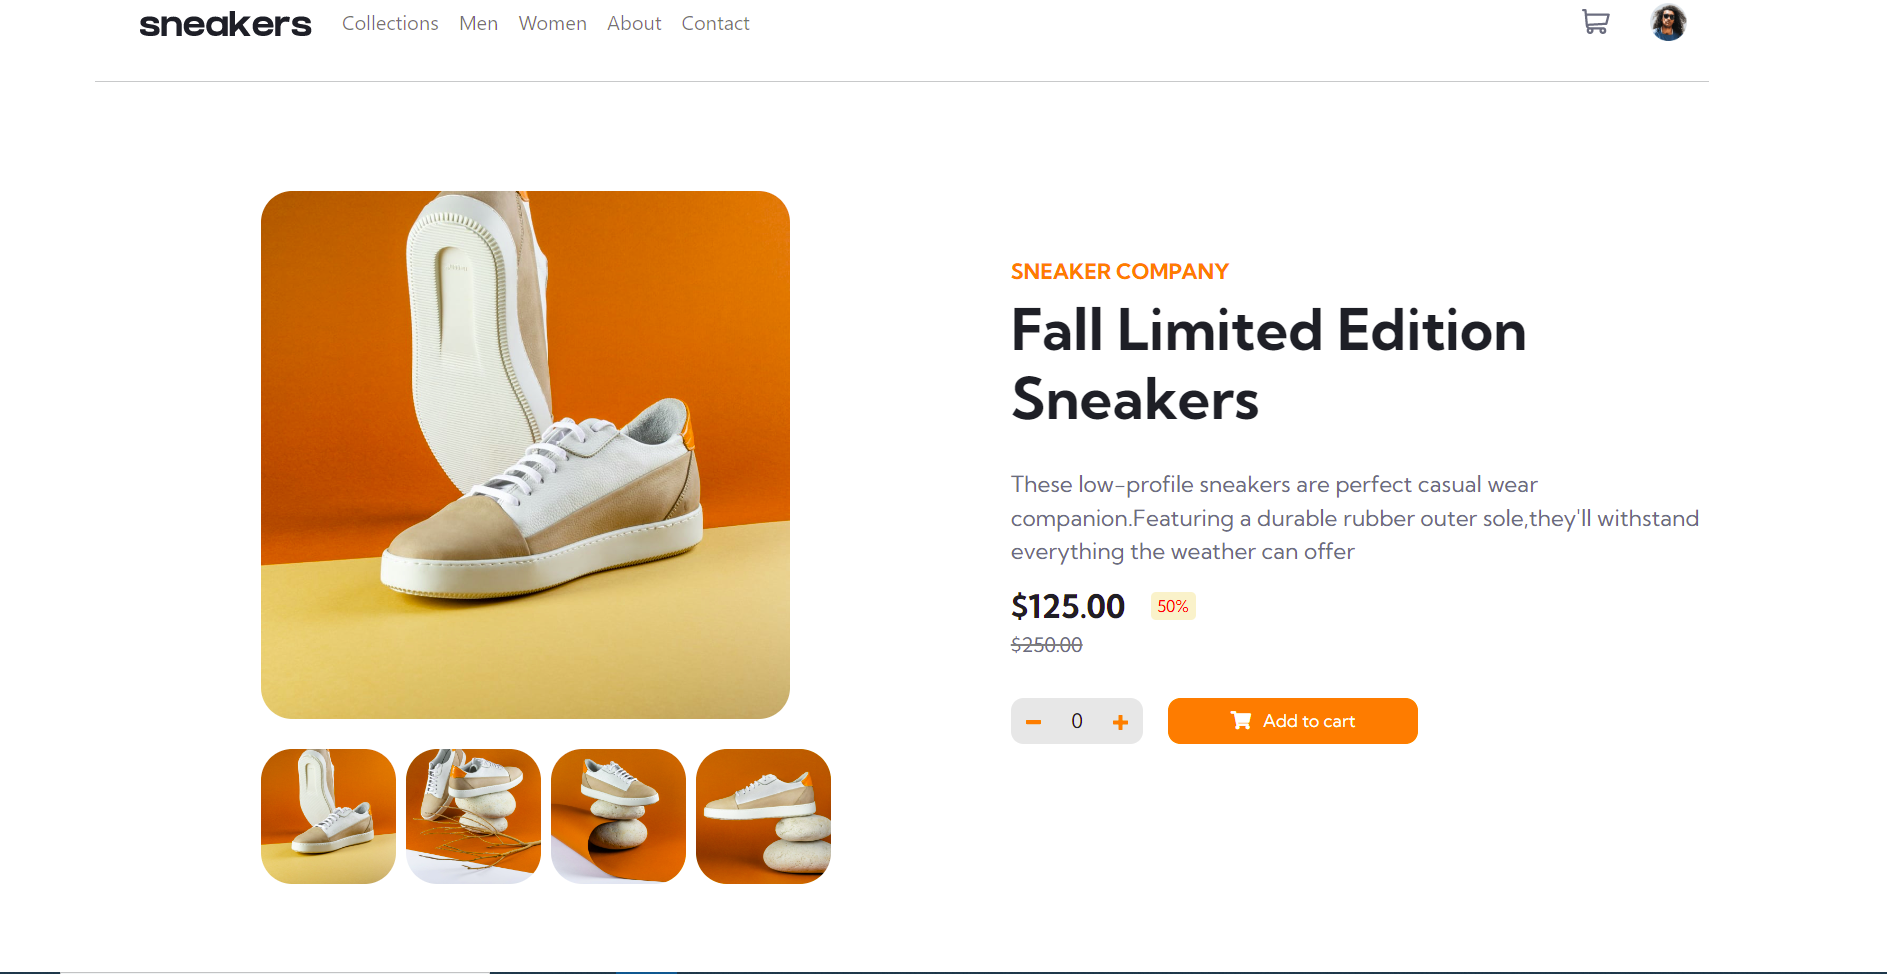 sneakers Collections Men Women About Contact
SNEAKER COMPANY
Fall Limited Edition
Sneakers
These low-profile sneakers are perfect casual wear
companion.Featuring a durable rubber outer sole,they'll withstand
everything the weather can offer
$125.00 50%
$250.00
0 Add to cart